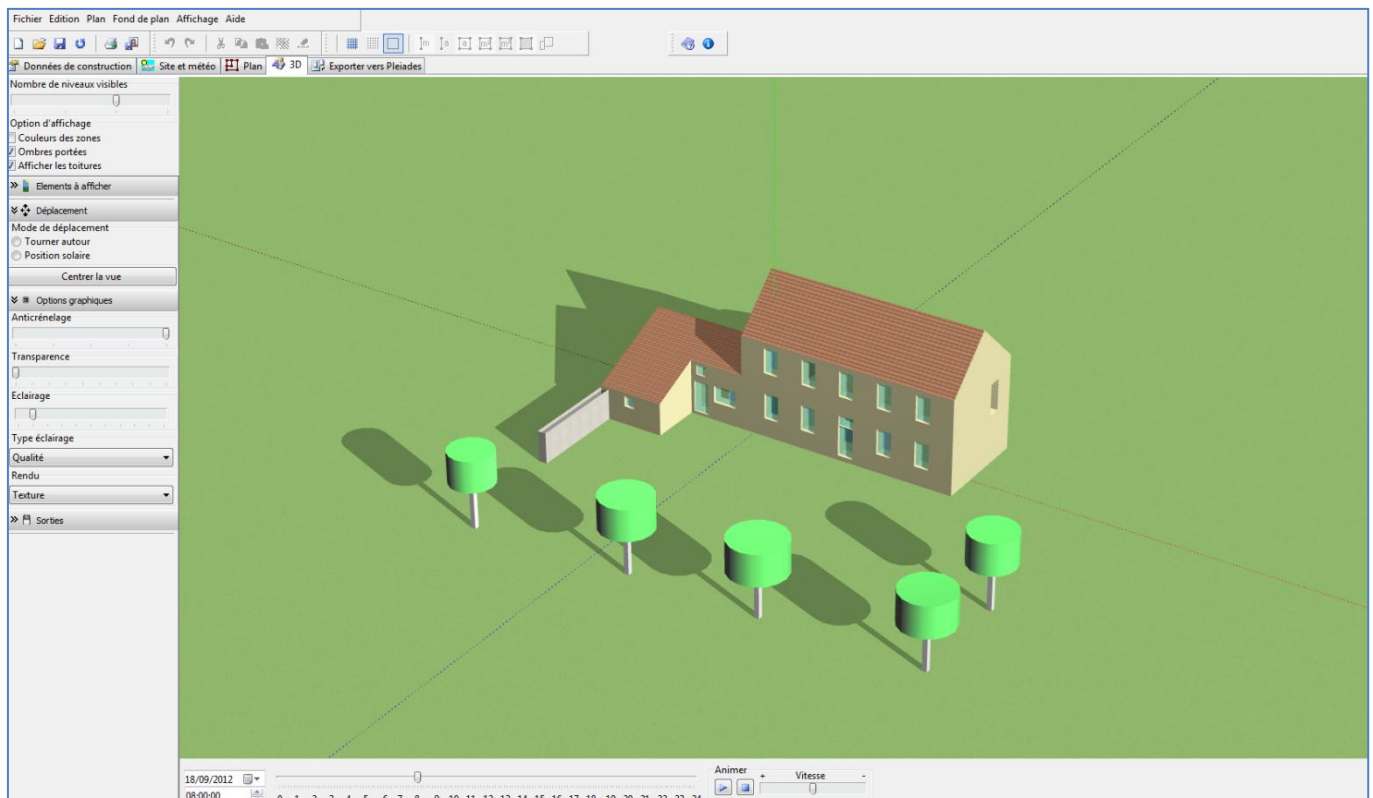 Fichier Edition Plan Fond de plan Affichage Aide
Données de construction Site et météo Plan 3D Exporter vers Pleiades
Nombre de niveaux visibles
Option d'affichage
Couleurs des zones
Ombres portées
Afficher les toitures
Elements à afficher
Déplacement
Mode de déplacement
Tourner autour
Position solaire
Centrer la vue
Options graphiques
Anticrénelage
Transparence
Eclairage
Type éclairage
Qualité
Rendu
Texture
Sorties
18/09/2012
Animer + Vitesse -
08:00:00
0 1 2 3 4 5 6 7 8 9 10 11 12 13 14 15 16 17 18 19 20 21 22 23 24